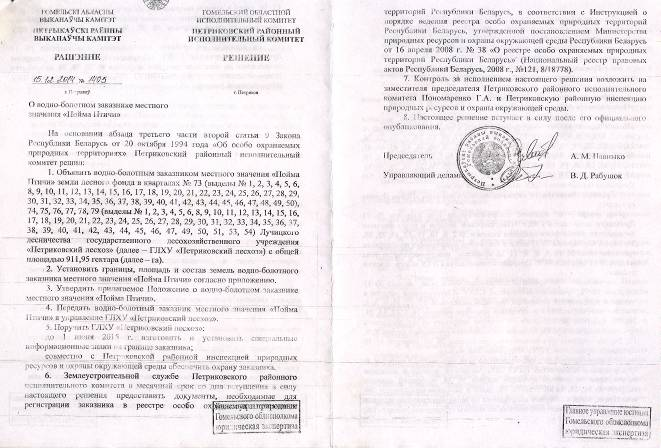 ГОМЕЛЬСКІ АБЛАСНЫ
ВЫКАНАЎЧЫ КАМІТЭТ
ПЕТРЫКАЎСКІ РАЁННЫ
ВЫКАНАЎЧЫ КАМІТЭТ
РАШЭННЕ
ГОМЕЛЬСКИЙ ОБЛАСТНОЙ
ИСПОЛНИТЕЛЬНЫЙ КОМИТЕТ
ПЕТРИКОВСКИЙ РАЙОННЫЙ
ИСПОЛНИТЕЛЬНЫЙ КОМИТЕТ
РЕШЕНИЕ
15.12.2014 № 1405
г. Петрыкаў
г. Петриков
О водно-болотном заказнике местного
значения «Пойма Птичи»
На основании абзаца третьего части второй статьи 9 Закона
Республики Беларусь от 20 октября 1994 года «Об особо охраняемых
природных территориях» Петриковский районный исполнительный
комитет решил:
1. Объявить водно-болотным заказником местного значения «Пойма
Птичи» земли лесного фонда в кварталах № 73 (выделы № 1, 2, 3, 4, 5, 6,
8, 9, 10, 11, 12, 13, 14, 15, 16, 17, 18, 19, 20, 21, 22, 23, 24, 25, 26, 27, 28, 29,
30, 31, 32, 33, 34, 35, 36, 37, 38, 39, 40, 41, 42, 43, 44, 45, 46, 47, 48, 49, 50),
74, 75, 76, 77, 78, 79 (выделы № 1, 2, 3, 4, 5, 6, 8, 9, 10, 11, 12, 13, 14, 15, 16,
17, 18, 19, 20, 21, 22, 23, 24, 25, 26, 27, 28, 29, 30, 31, 32, 33, 34, 35, 36, 37,
38, 39, 40, 41, 42, 43, 44, 45, 46, 47, 49, 50, 51, 53, 54) Лучицкого
лесничества государственного лесохозяйственного учреждения
«Петриковский лесхоз» (далее – ГЛХУ «Петриковский лесхоз») с общей
площадью 911,95 гектара (далее – га).
2. Установить границы, площадь и состав земель водно-болотного
заказника местного значения «Пойма Птичи» согласно приложению.
3. Утвердить прилагаемое Положение о водно-болотном заказнике
местного значения «Пойма Птичи».
4. Передать водно-болотный заказник местного значения «Пойма
Птичи» в управление ГЛХУ «Петриковский лесхоз».
5. Поручить ГЛХУ «Петриковский лесхоз»:
до 1 июня 2015 г. изготовить и установить специальные
информационные знаки на границе заказника;
совместно с Петриковской районной инспекцией природных
ресурсов и охраны окружающей среды обеспечить охрану заказника.
6. Землеустроительной службе Петриковского районного
исполнительного комитета в месячный срок со дня вступления в силу
настоящего решения предоставить документы, необходимые для
регистрации заказника в реестре особо
Гомельского облисполкома
юридическая экспертиза
территорий Республики Беларусь, в соответствии с Инструкцией о
порядке ведения реестра особо охраняемых природных территорий
Республики Беларусь, утвержденной постановлением Министерства
природных ресурсов и охраны окружающей среды Республики Беларусь
от 16 апреля 2008 г. № 38 «О реестре особо охраняемых природных
территорий Республики Беларусь» (Национальный реестр правовых
актов Республики Беларусь, 2008 г., №121, 8/18778).
7. Контроль за исполнением настоящего решения возложить на
заместителя председателя Петриковского районного исполнительного
комитета Пономаренко Г.А. и Петриковскую районную инспекцию
природных ресурсов и охраны окружающей среды.
8. Настоящее решение вступает в силу после его официального
опубликования.
Председатель
Управляющий делами
В. Д. Рабушок
Главное управление юстиции
Гомельского облисполкома
юридическая экспертиза